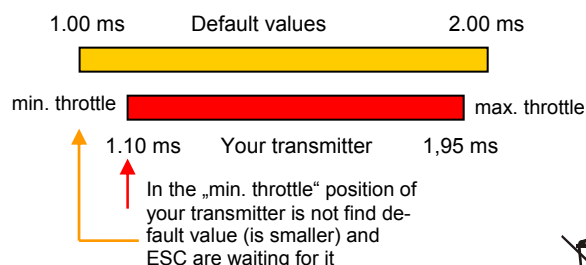 1.00 ms Default values 2.00 ms
min. throttle max. throttle
1.10 ms Your transmitter 1,95 ms
In the „min. throttle“ position of
your transmitter is not find de-
fault value (is smaller) and
ESC are waiting for it